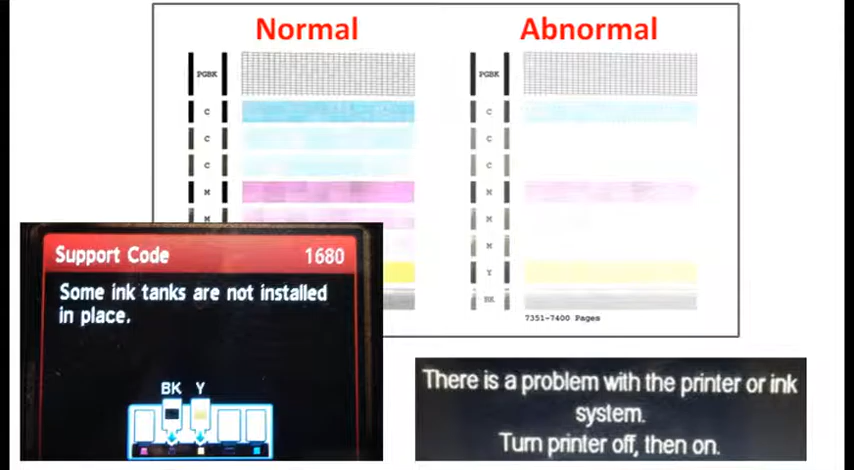 Normal
Abnormal
PGBK
PGBK
C
C
C
C
C
C
M
M
M
M
M
Y
BK
7351-7400 Pages
Support Code 1680
Some ink tanks are not installed
in place.
BK Y
There is a problem with the printer or ink
system.
Turn printer off, then on.